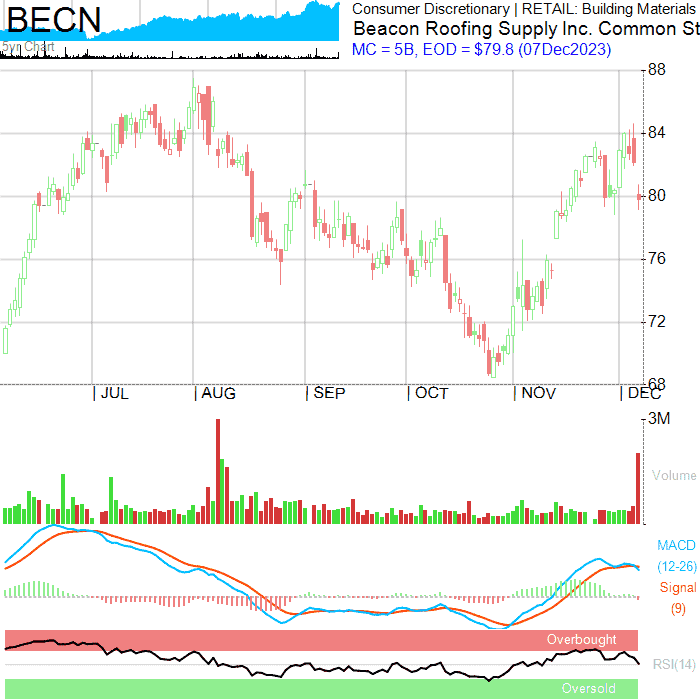 BECN
5yr Chart
Consumer Discretionary | RETAIL: Building Materials
Beacon Roofing Supply Inc. Common St
MC = 5B, EOD = $79.8 (07Dec2023)
88
84
80
76
72
68
| JUL | AUG | SEP | OCT | NOV | DEC
3M
Volume
MACD
(12-26)
Signal
(9)
Overbought
RSI(14)
Oversold